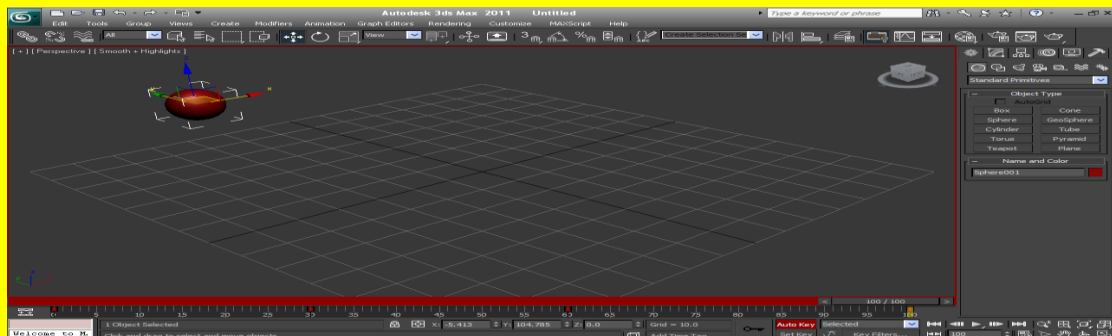 Autodesk 3ds Max 2011 Untitled
Type a keyword or phrase
Edit Tools Group Views Create Modifiers Animation Graph Editors Rendering Customize MAXScript Help
All
View
Create Selection Se
[ + ] [ Perspective ] [ Smooth + Highlights ]
Standard Primitives
Object Type
AutoGrid
Box Cone
Sphere GeoSphere
Cylinder Tube
Torus Pyramid
Teapot Plane
Name and Color
Sphere001
100 / 100
5 10 15 20 25 30 35 40 45 50 55 60 65 70 75 80 85 90 95 100
1 Object Selected
X: -5.413 Y: 104.785 Z: 0.0
Grid = 10.0
Auto Key Selected
Welcome to M
Click and drag to select and move objects
Add Time Tag
Set Key Key Filters...
100